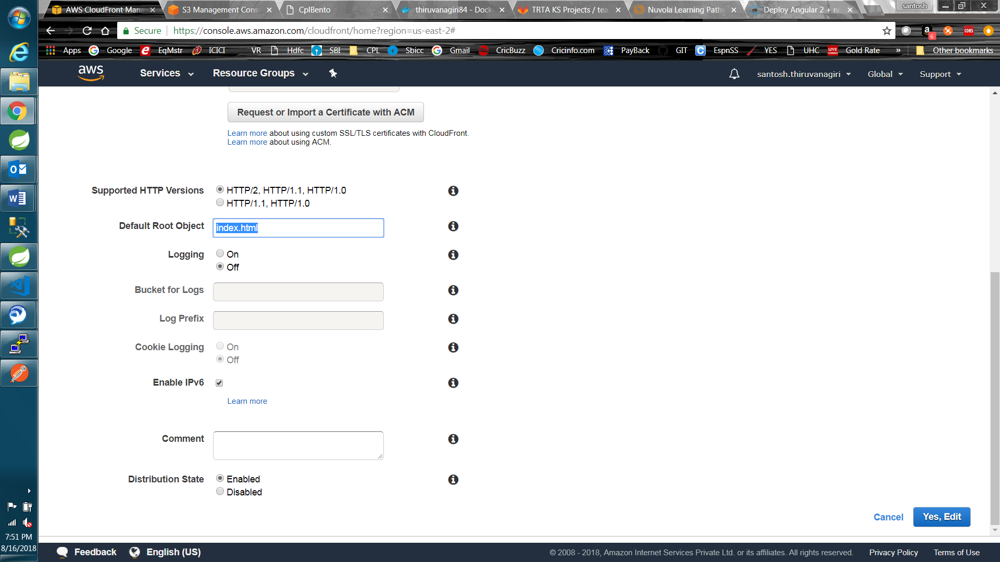 AWS CloudFront Mana
S3 Management Conso
CplBento
thiruvanagiri84 - Dock
TRTA KS Projects / tea
Nuvola Learning Path
Deploy Angular 2 + no
santosh
Secure
https://console.aws.amazon.com/cloudfront/home?region=us-east-2#
6
CORS
Apps
Google
EqMstr
ICICI
VR
Hdfc
SBI
CPL
Sbicc
Gmail
CricBuzz
Cricinfo.com
PayBack
GIT
EspnSS
YES
UHC
Gold Rate
»
Other bookmarks
aws
Services
Resource Groups
santosh.thiruvanagiri
Global
Support
Request or Import a Certificate with ACM
Learn more about using custom SSL/TLS certificates with CloudFront.
Learn more about using ACM.
Supported HTTP Versions
HTTP/2, HTTP/1.1, HTTP/1.0
HTTP/1.1, HTTP/1.0
Default Root Object
index.html
Logging
On
Off
Bucket for Logs
Log Prefix
Cookie Logging
On
Off
Enable IPv6
Learn more
Comment
Distribution State
Enabled
Disabled
Cancel
Yes, Edit
7:51 PM
8/16/2018
Feedback
English (US)
© 2008 - 2018, Amazon Internet Services Private Ltd. or its affiliates. All rights reserved.
Privacy Policy
Terms of Use